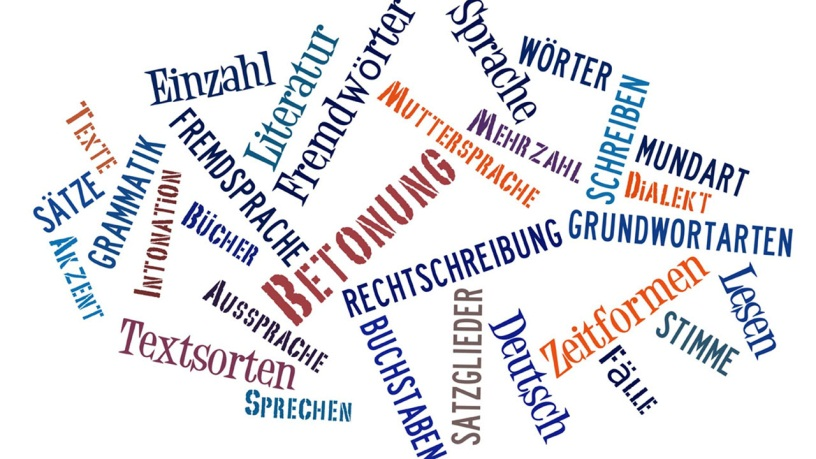 Sprache
WÖRTER
Einzahl
Literatur
Fremdwörter
MUTTERSPRACHE
MEHRZAHL
SCHREIBEN
MUNDART
DIALEKT
TEXTE
SÄTZE
GRAMMATIK
FREMDSPRACHE
BETONUNG
AKZENT
INTONATION
BÜCHER
RECHTSCHREIBUNG
GRUNDWORTARTEN
AUSSPRACHE
Textsorten
SPRECHEN
BUCHSTABEN
SATZGLIEDER
Deutsch
Zeitformen
FÄLLE
STIMME
Lesen